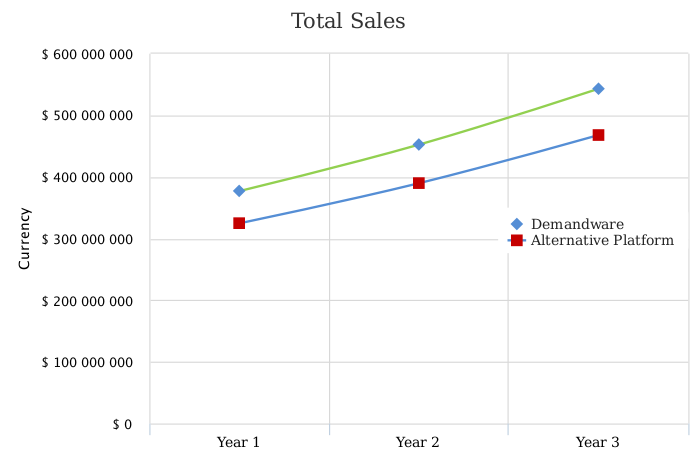 Total Sales
$ 600 000 000
$ 500 000 000
$ 400 000 000
$ 300 000 000
$ 200 000 000
$ 100 000 000
$ 0
Currency
Demandware
Alternative Platform
Year 1 Year 2 Year 3